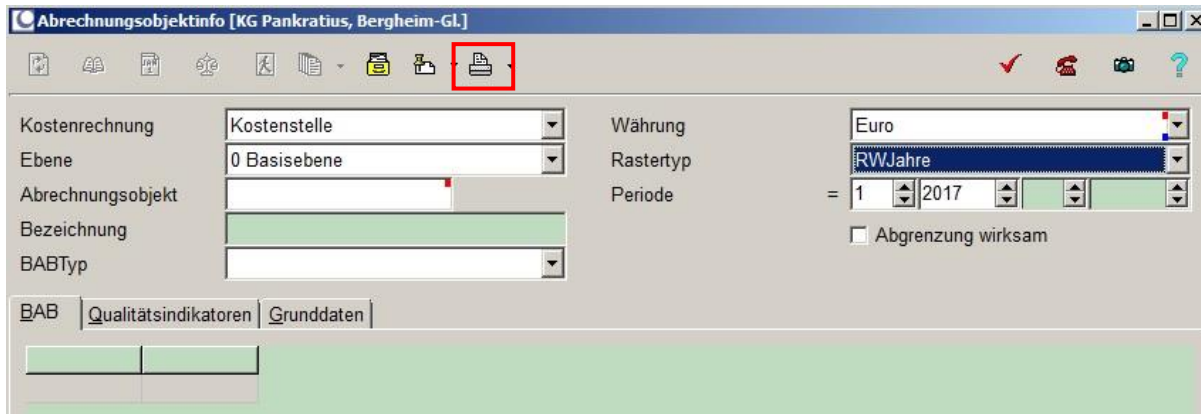 Abrechnungsobjektinfo [KG Pankratius, Bergheim-Gl.]
Kostenrechnung Kostenstelle Währung Euro
Ebene 0 Basisebene Rastertyp RWJahre
Abrechnungsobjekt Periode = 1 2017
Bezeichnung Abgrenzung wirksam
BABTyp
BAB Qualitätsindikatoren Grunddaten